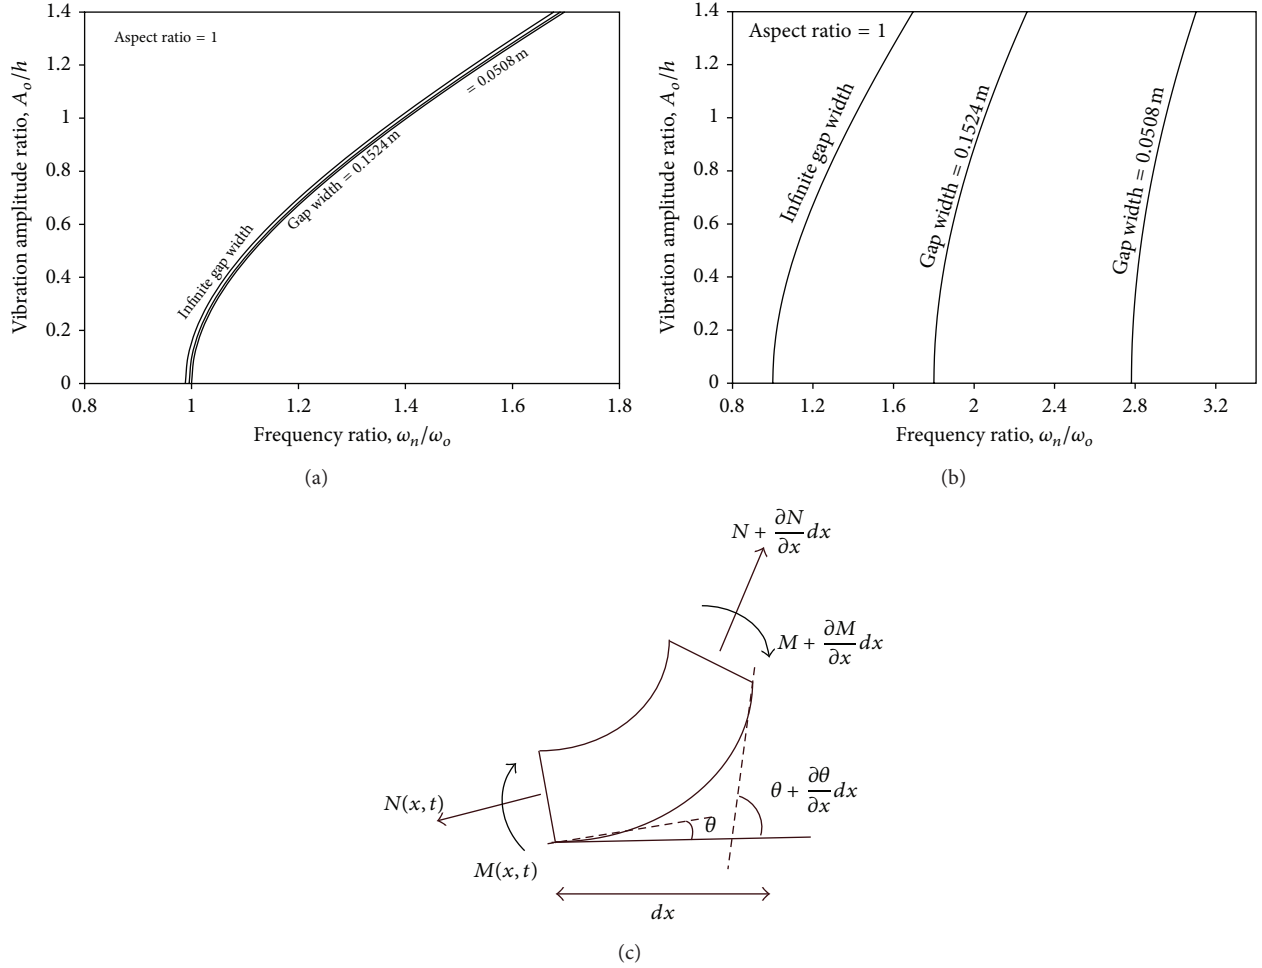 Aspect ratio = 1
Vibration amplitude ratio, A_o/h
1.4
1.2
1
0.8
0.6
0.4
0.2
0
Infinite gap width
Gap width = 0.1524 m
= 0.0508 m
0.8
1
1.2
1.4
1.6
1.8
Frequency ratio, ω_n/ω_o
(a)
Aspect ratio = 1
Vibration amplitude ratio, A_o/h
1.4
1.2
1
0.8
0.6
0.4
0.2
0
Infinite gap width
Gap width = 0.1524 m
Gap width = 0.0508 m
0.8
1.2
1.6
2
2.4
2.8
3.2
Frequency ratio, ω_n/ω_o
(b)
N + ∂N/∂x dx
M + ∂M/∂x dx
θ + ∂θ/∂x dx
N(x, t)
θ
M(x, t)
dx
(c)